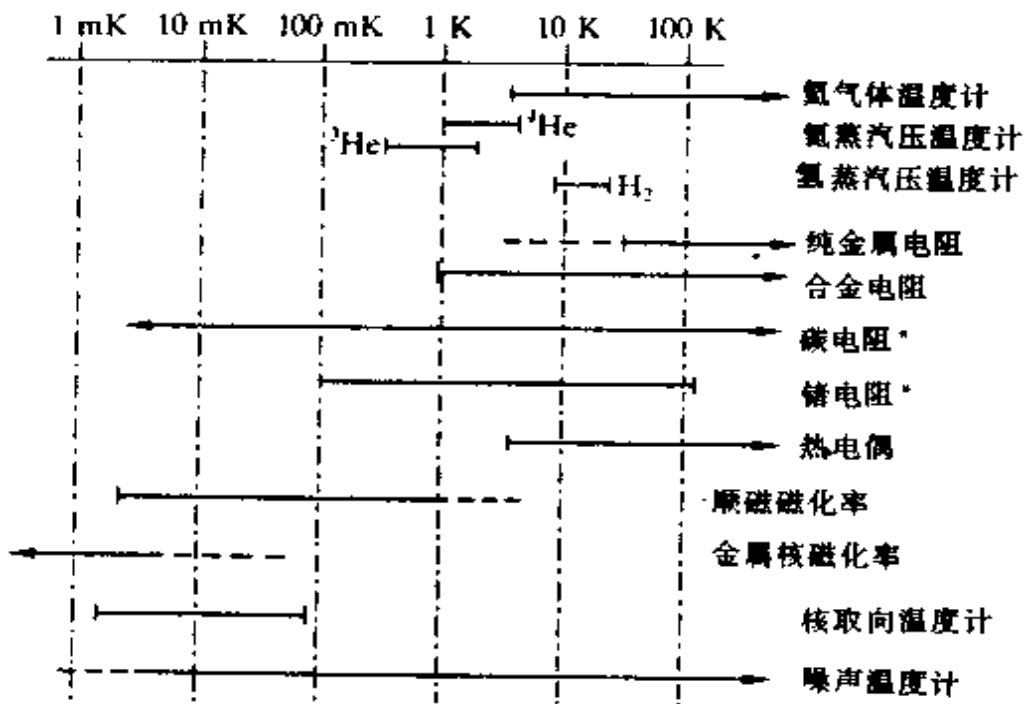 1 mK 10 mK 100 mK 1 K 10 K 100 K
氦气体温度计
⁴He 氦蒸汽压温度计
³He
氢蒸汽压温度计
H₂
纯金属电阻
合金电阻
碳电阻*
锗电阻*
热电偶
顺磁磁化率
金属核磁化率
核取向温度计
噪声温度计